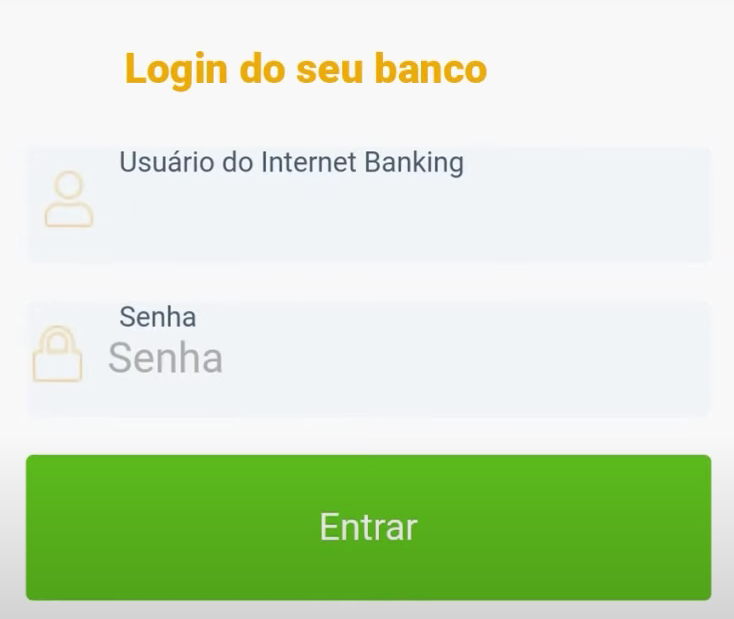 Login do seu banco
Usuário do Internet Banking
Senha
Senha
Entrar